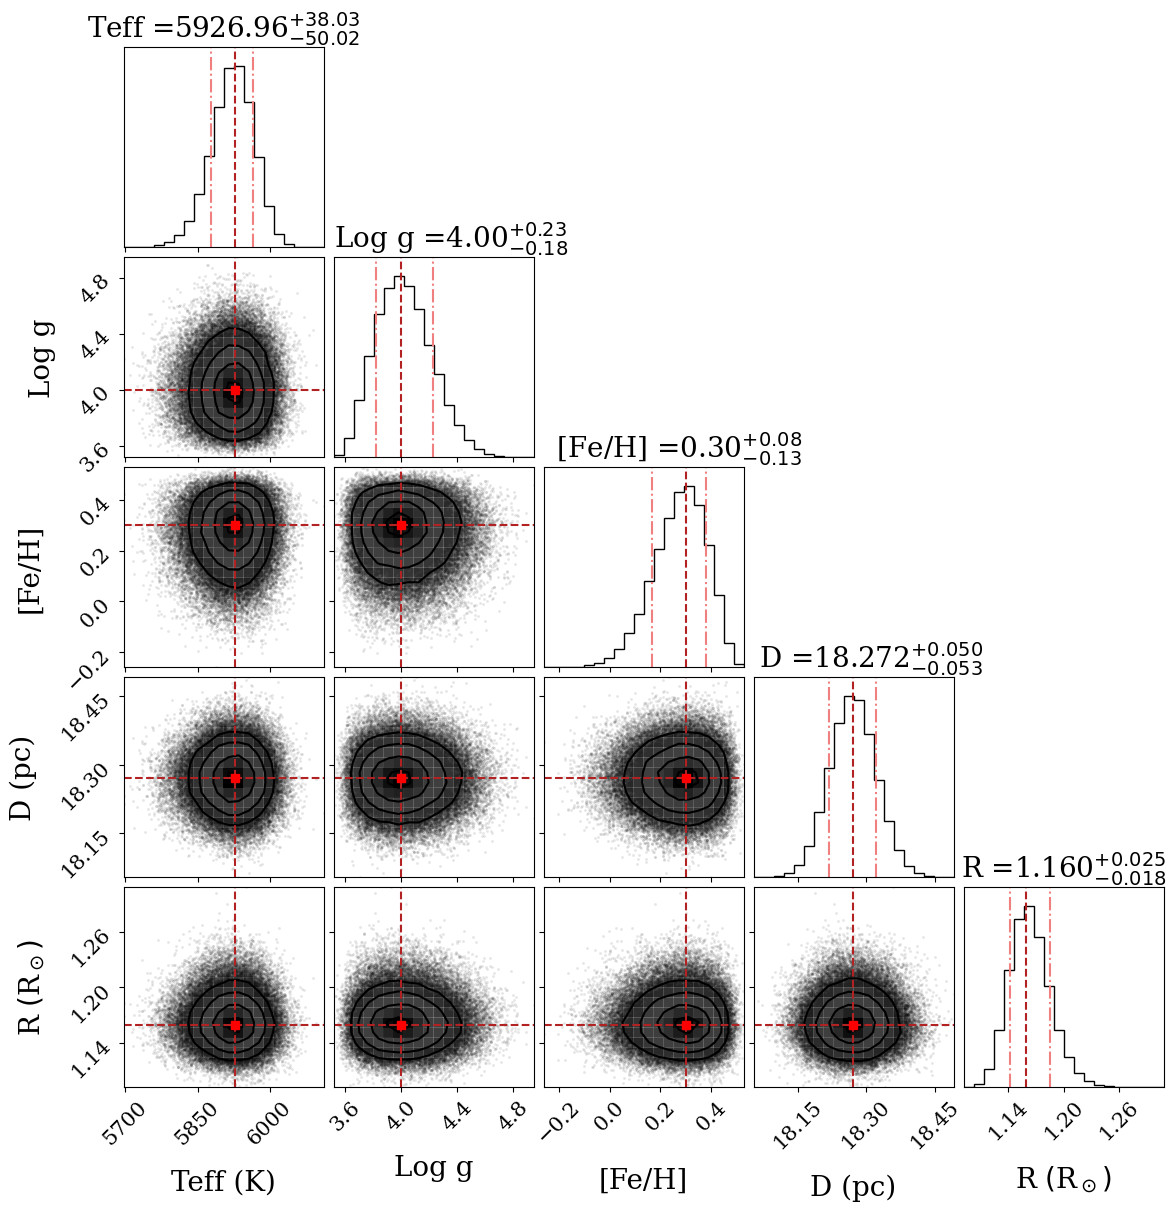 Teff =5926.96+38.03 −50.02
Log g =4.00+0.23 −0.18
Log g
4.8
4.4
4.0
3.6
[Fe/H] =0.30+0.08 −0.13
[Fe/H]
0.4
0.2
0.0
−0.2
D =18.272+0.050 −0.053
D (pc)
18.45
18.30
18.15
R =1.160+0.025 −0.018
R (R⊙)
1.26
1.20
1.14
5700 5850 6000
3.6 4.0 4.4 4.8
−0.2 0.0 0.2 0.4
18.15 18.30 18.45
1.14 1.20 1.26
Teff (K)
Log g
[Fe/H]
D (pc)
R (R⊙)